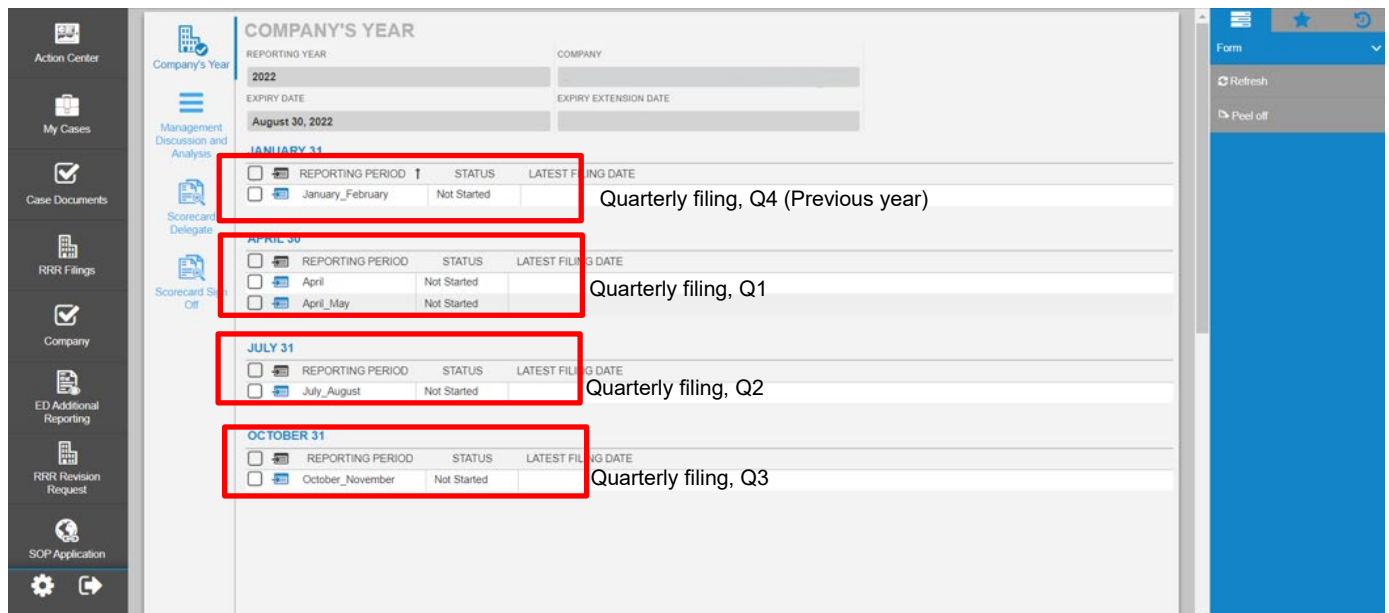 Action Center
My Cases
Case Documents
RRR Filings
Company
ED Additional
Reporting
RRR Revision
Request
SOP Application
Company's Year
Management
Discussion and
Analysis
Scorecard
Delegate
Scorecard Sign
Off
COMPANY'S YEAR
REPORTING YEAR COMPANY
2022
EXPIRY DATE EXPIRY EXTENSION DATE
August 30, 2022
JANUARY 31
REPORTING PERIOD ↑ STATUS LATEST FILING DATE
January_February Not Started
Quarterly filing, Q4 (Previous year)
APRIL 30
REPORTING PERIOD STATUS LATEST FILING DATE
April Not Started
Quarterly filing, Q1
April_May Not Started
JULY 31
REPORTING PERIOD STATUS LATEST FILING DATE
July_August Not Started
Quarterly filing, Q2
OCTOBER 31
REPORTING PERIOD STATUS LATEST FILING DATE
October_November Not Started
Quarterly filing, Q3
Form
Refresh
Peel off